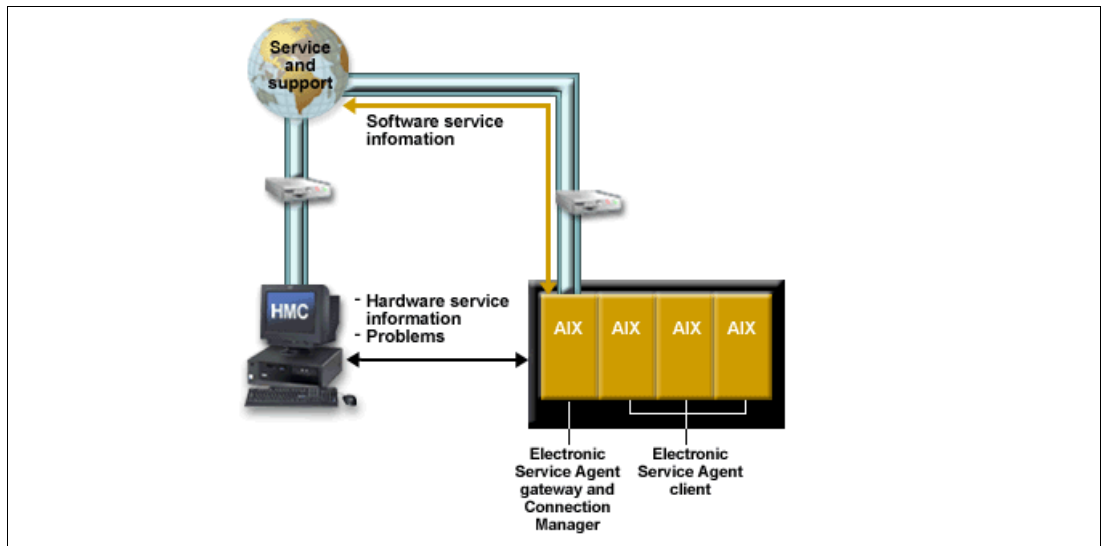 Service
and
support
Software service
infomation
HMC
- Hardware service
information
- Problems
AIX
AIX
AIX
AIX
Electronic
Service Agent
gateway and
Connection
Manager
Electronic
Service Agent
client